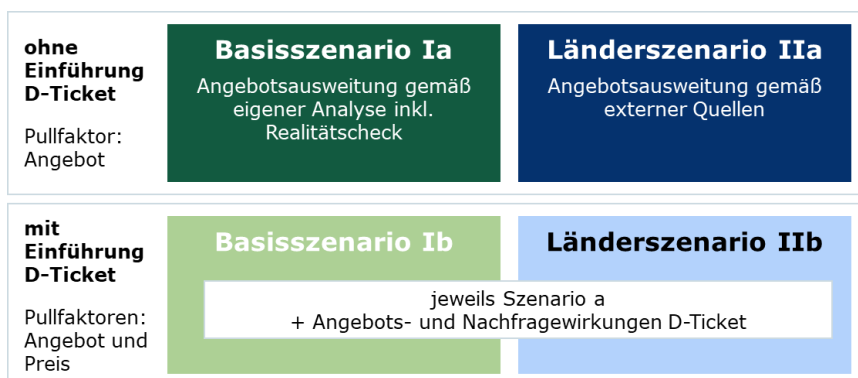 ohne
Einführung
D-Ticket
Pullfaktor:
Angebot
Basisszenario Ia
Angebotsausweitung gemäß
eigener Analyse inkl.
Realitätscheck
Länderszenario IIa
Angebotsausweitung gemäß
externer Quellen
mit
Einführung
D-Ticket
Pullfaktoren:
Angebot und
Preis
Basisszenario Ib
Länderszenario IIb
jeweils Szenario a
+ Angebots- und Nachfragewirkungen D-Ticket